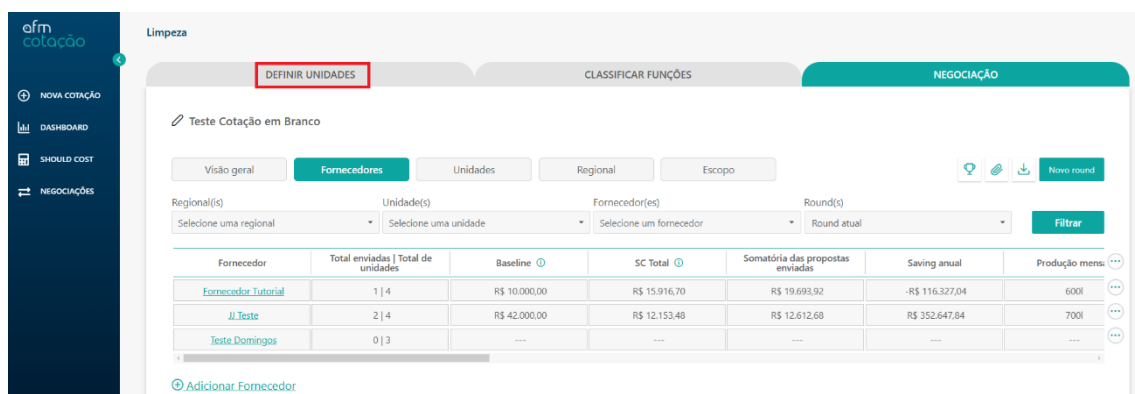 afm
cotação
Limpeza
DEFINIR UNIDADES
CLASSIFICAR FUNÇÕES
NEGOCIAÇÃO
NOVA COTAÇÃO
DASHBOARD
SHOULD COST
NEGOCIAÇÕES
Teste Cotação em Branco
Visão geral
Fornecedores
Unidades
Regional
Escopo
Novo round
Regional(is)
Unidade(s)
Fornecedor(es)
Round(s)
Selecione uma regional
Selecione uma unidade
Selecione um fornecedor
Round atual
Filtrar
Fornecedor
Total enviadas | Total de
unidades
Baseline
SC Total
Somatória das propostas
enviadas
Saving anual
Produção mensa
Fornecedor Tutorial
1 | 4
R$ 10.000,00
R$ 15.916,70
R$ 19.693,92
-R$ 116.327,04
600l
JJ Teste
2 | 4
R$ 42.000,00
R$ 12.153,48
R$ 12.612,68
R$ 352.647,84
700l
Teste Domingos
0 | 3
---
---
---
---
---
Adicionar Fornecedor